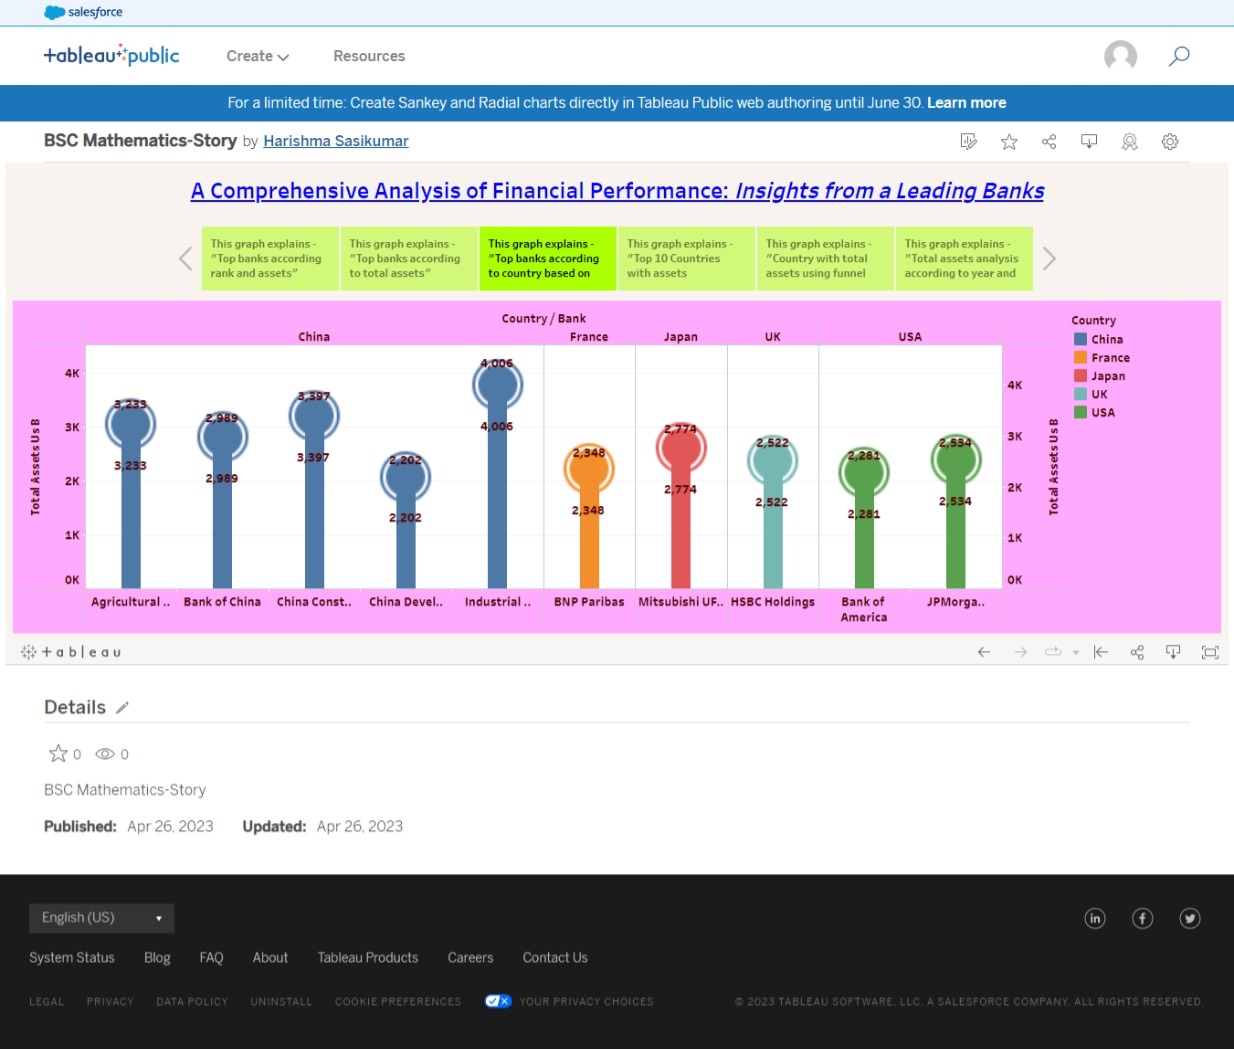 salesforce
+ableau+public
Create
Resources
For a limited time: Create Sankey and Radial charts directly in Tableau Public web authoring until June 30. Learn more
BSC Mathematics-Story by Harishma Sasikumar
A Comprehensive Analysis of Financial Performance: Insights from a Leading Banks
This graph explains -
"Top banks according
rank and assets"
This graph explains -
"Top banks according
to total assets"
This graph explains -
"Top banks according
to country based on
This graph explains -
"Top 10 Countries
with assets
This graph explains -
"Country with total
assets using funnel
This graph explains -
"Total assets analysis
according to year and
Country / Bank
China France Japan UK USA
Total Assets Us B
4K
3K
2K
1K
0K
3,233
3,233
2,989
2,989
3,397
3,397
2,202
2,202
4,006
4,006
2,348
2,348
2,774
2,774
2,522
2,522
2,281
2,281
2,534
2,534
Agricultural ..
Bank of China
China Const..
China Devel..
Industrial ..
BNP Paribas
Mitsubishi UF..
HSBC Holdings
Bank of
America
JPMorga..
4K
3K
2K
1K
0K
Total Assets Us B
Country
China
France
Japan
UK
USA
+ableau
Details
0 0
BSC Mathematics-Story
Published: Apr 26, 2023 Updated: Apr 26, 2023
English (US)
System Status Blog FAQ About Tableau Products Careers Contact Us
LEGAL PRIVACY DATA POLICY UNINSTALL COOKIE PREFERENCES YOUR PRIVACY CHOICES
© 2023 TABLEAU SOFTWARE, LLC, A SALESFORCE COMPANY. ALL RIGHTS RESERVED.